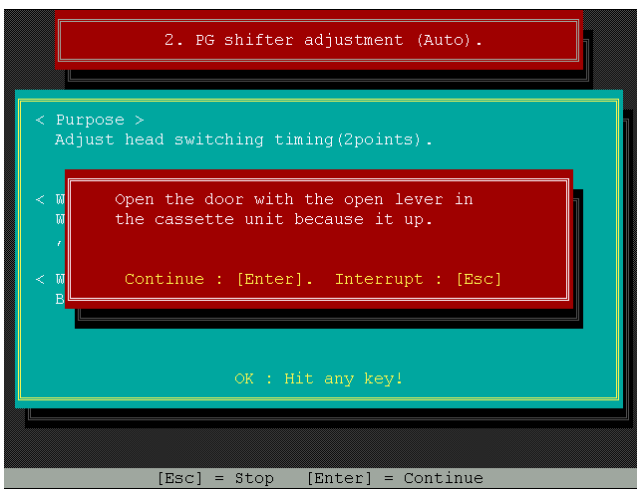 2. PG shifter adjustment (Auto).
< Purpose >
Adjust head switching timing(2points).
< W
W
,
< W
B
Open the door with the open lever in
the cassette unit because it up.
Continue : [Enter]. Interrupt : [Esc]
OK : Hit any key!
[Esc] = Stop [Enter] = Continue